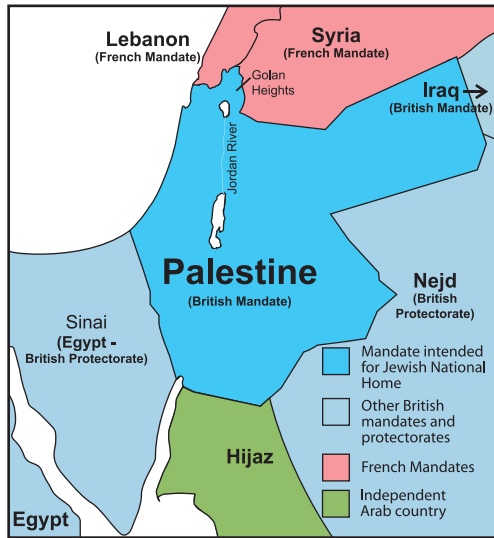 Lebanon
(French Mandate)
Syria
(French Mandate)
Golan
Heights
Iraq
(British Mandate)
Jordan River
Palestine
(British Mandate)
Nejd
(British
Protectorate)
Sinai
(Egypt -
British Protectorate)
Mandate intended
for Jewish National
Home
Other British
mandates and
protectorates
French Mandates
Independent
Arab country
Hijaz
Egypt